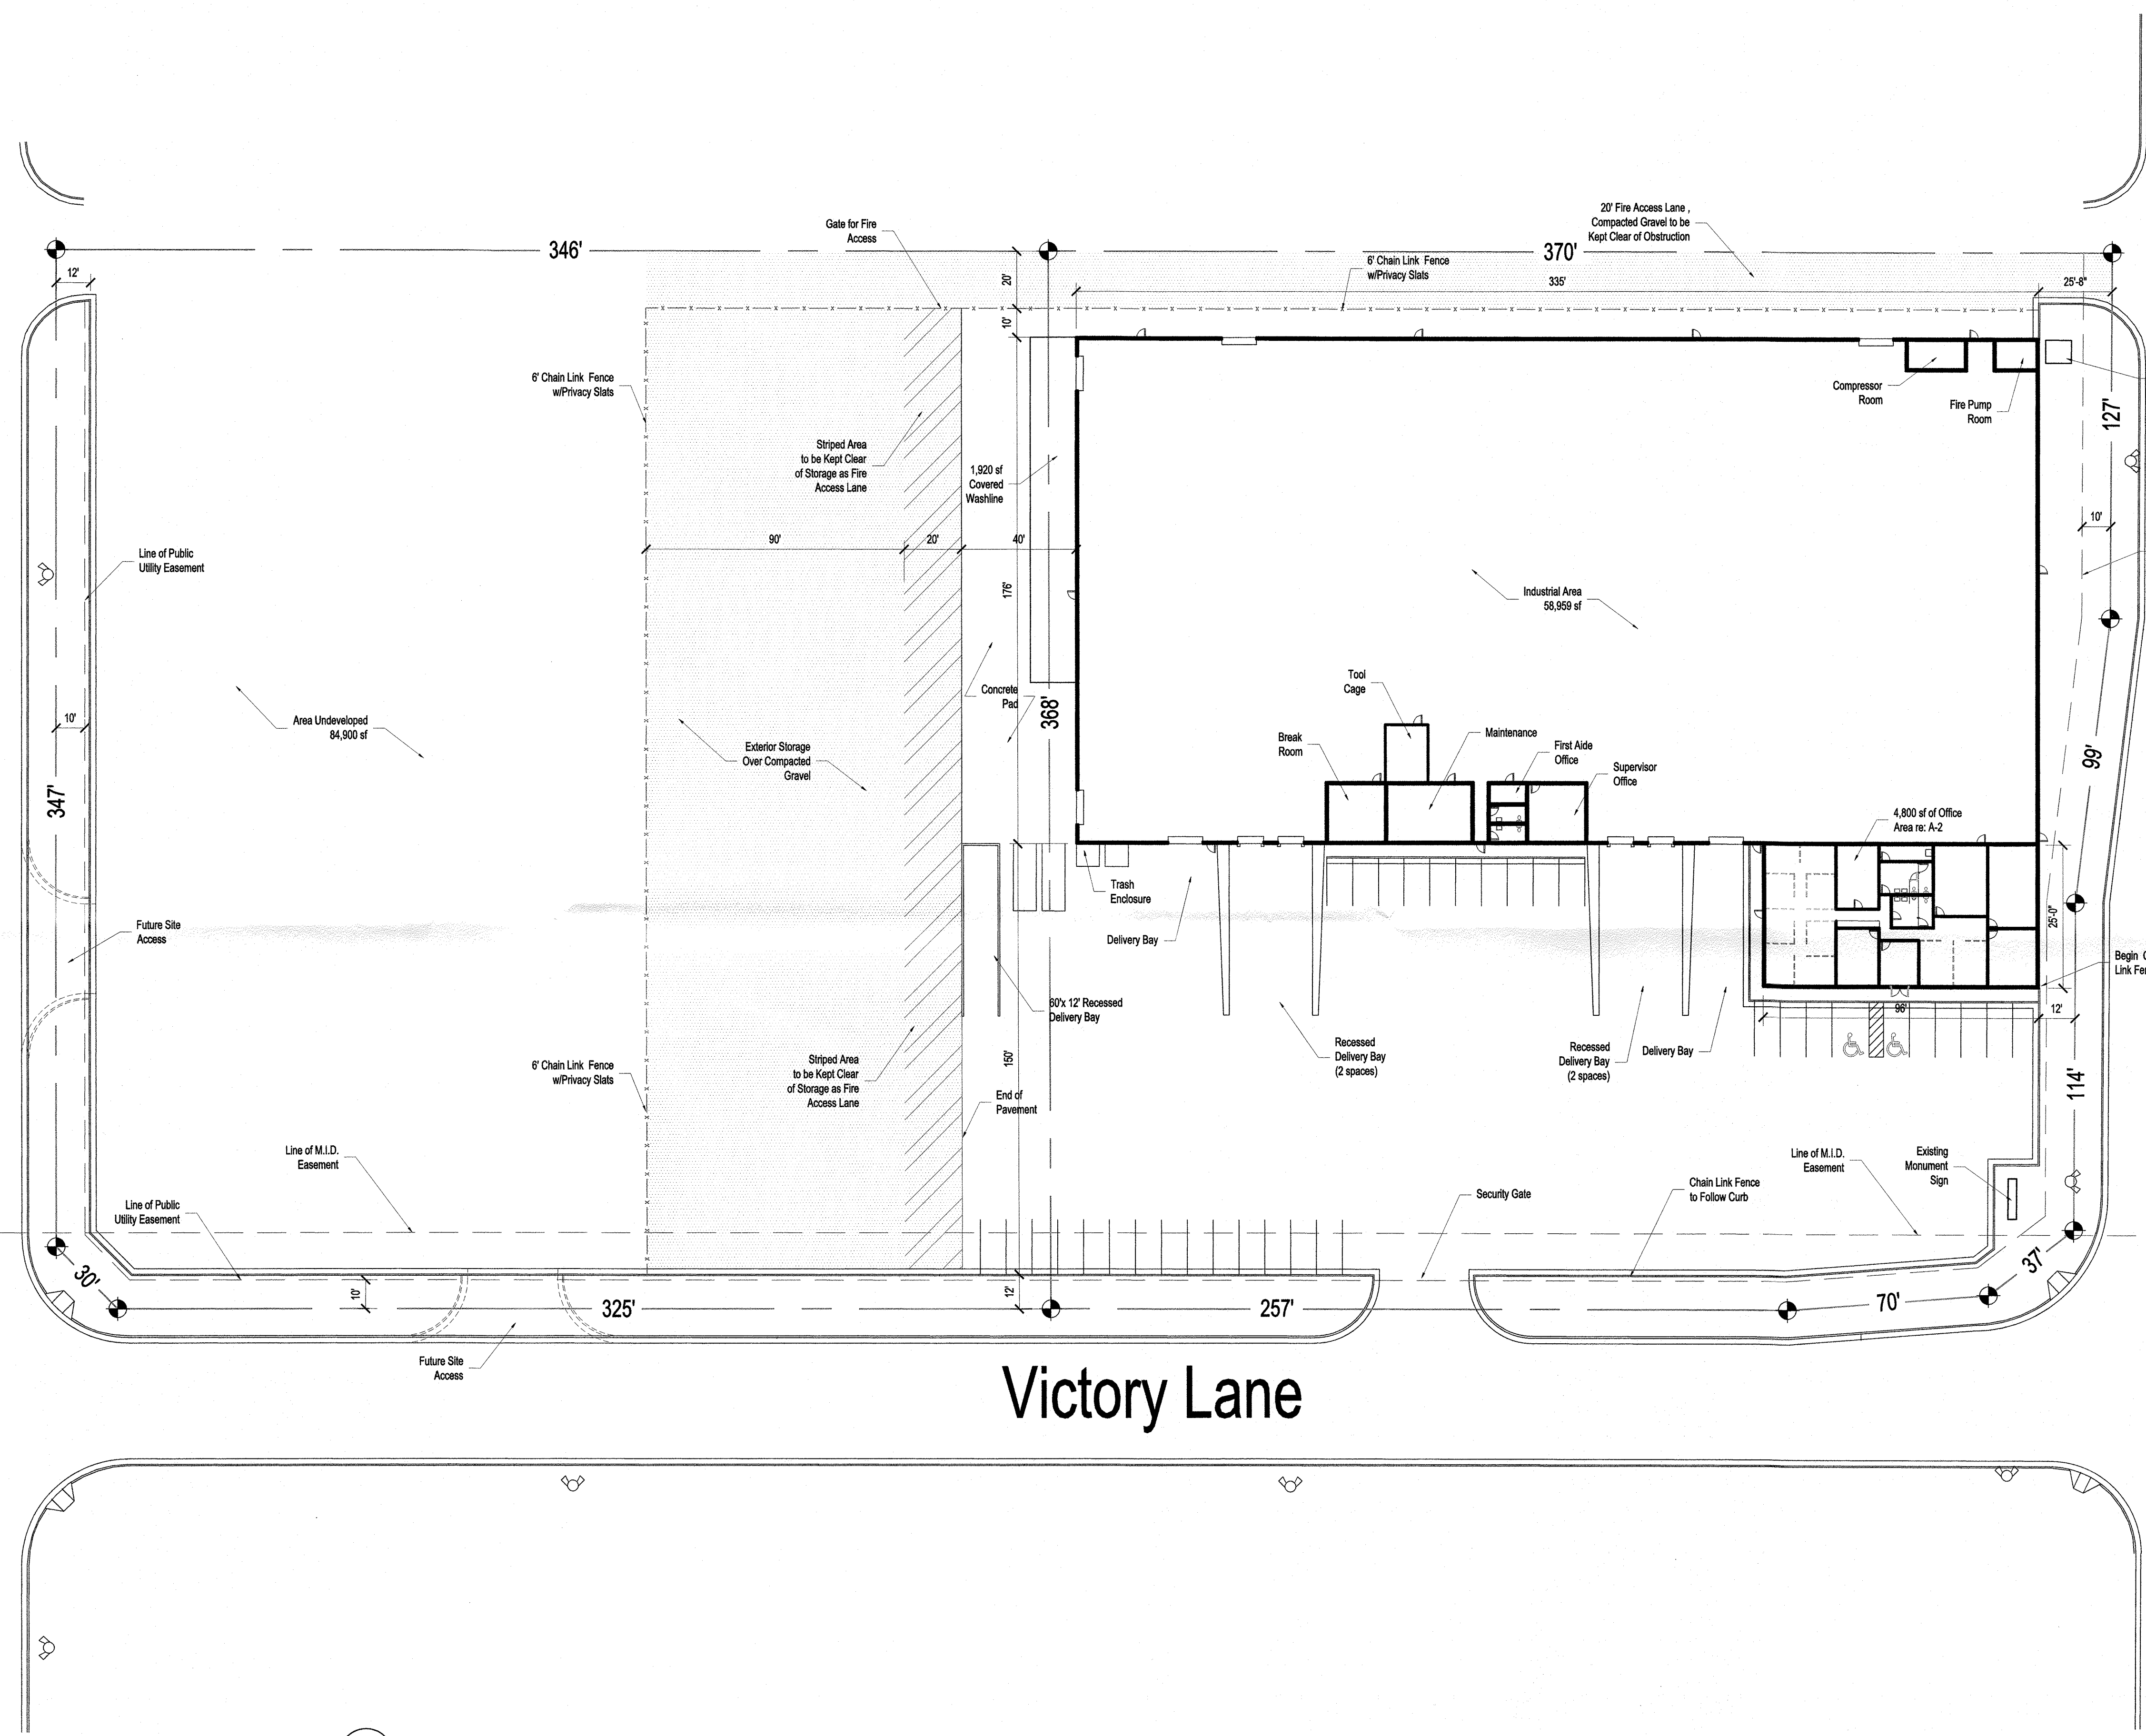 20' Fire Access Lane ,
Compacted Gravel to be
Kept Clear of Obstruction
Gate for Fire
Access
346'
370'
6' Chain Link Fence
w/Privacy Slats
12'
20'
335'
25'-8"
10'
6' Chain Link Fence
w/Privacy Slats
Compressor
Room
Fire Pump
Room
127'
Striped Area
to be Kept Clear
of Storage as Fire
Access Lane
1,920 sf
Covered
Washline
10'
90'
20'
40'
Line of Public
Utility Easement
176'
Industrial Area
58,959 sf
Tool
Cage
Concrete
Pad
368'
10'
Area Undeveloped
84,900 sf
Exterior Storage
Over Compacted
Gravel
Break
Room
Maintenance
First Aide
Office
Supervisor
Office
99'
347'
4,800 sf of Office
Area re: A-2
Trash
Enclosure
Future Site
Access
Delivery Bay
25'-0"
Begin
Link
60'x 12' Recessed
Delivery Bay
96'
12'
Recessed
Delivery Bay
(2 spaces)
Recessed
Delivery Bay
(2 spaces)
Delivery Bay
6' Chain Link Fence
w/Privacy Slats
Striped Area
to be Kept Clear
of Storage as Fire
Access Lane
150'
114'
End of
Pavement
Line of M.I.D.
Easement
Line of M.I.D.
Easement
Existing
Monument
Sign
Line of Public
Utility Easement
Security Gate
Chain Link Fence
to Follow Curb
30'
10'
12'
37'
325'
257'
70'
Future Site
Access
Victory Lane